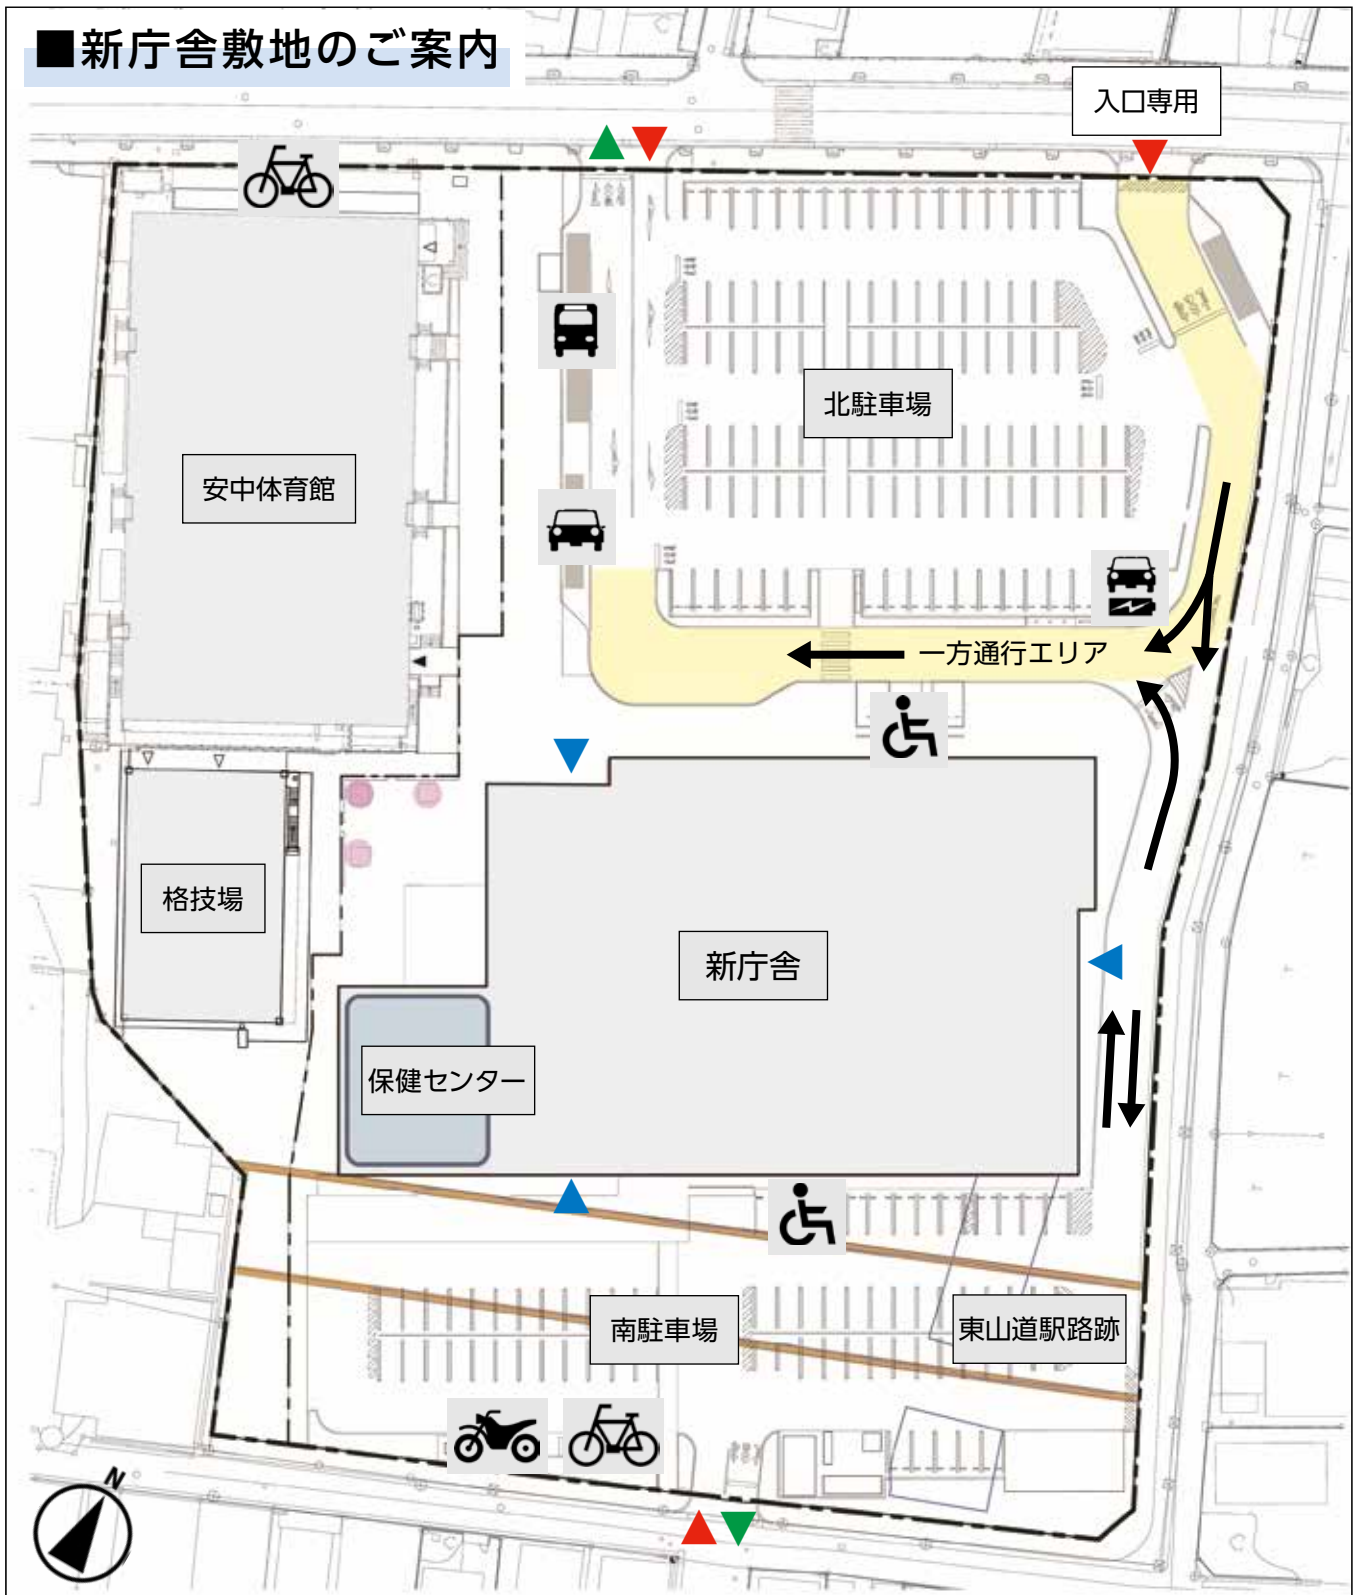 ■新庁舎敷地のご案内
入口専用
北駐車場
安中体育館
一方通行エリア
格技場
新庁舎
保健センター
南駐車場
東山道駅路跡
N